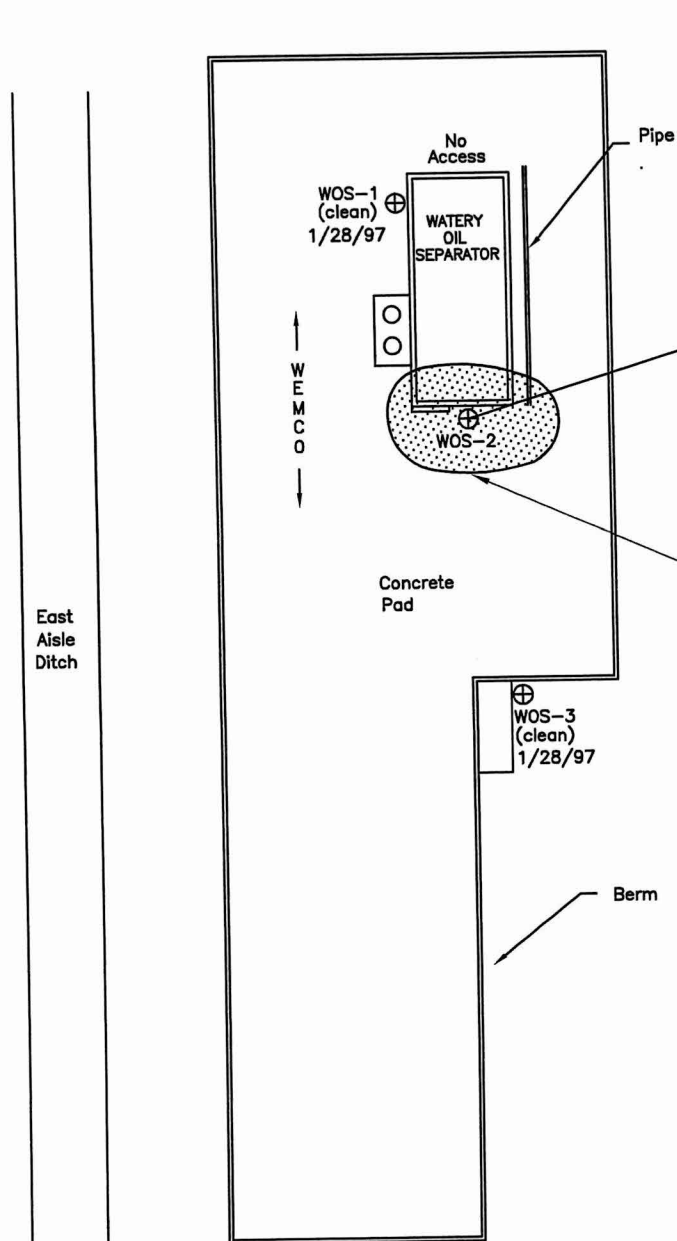 No
Access
Pipe
WOS-1
(clean)
1/28/97
WATERY
OIL
SEPARATOR
WEMCO
WOS-2
Concrete
Pad
East
Aisle
Ditch
WOS-3
(clean)
1/28/97
Berm